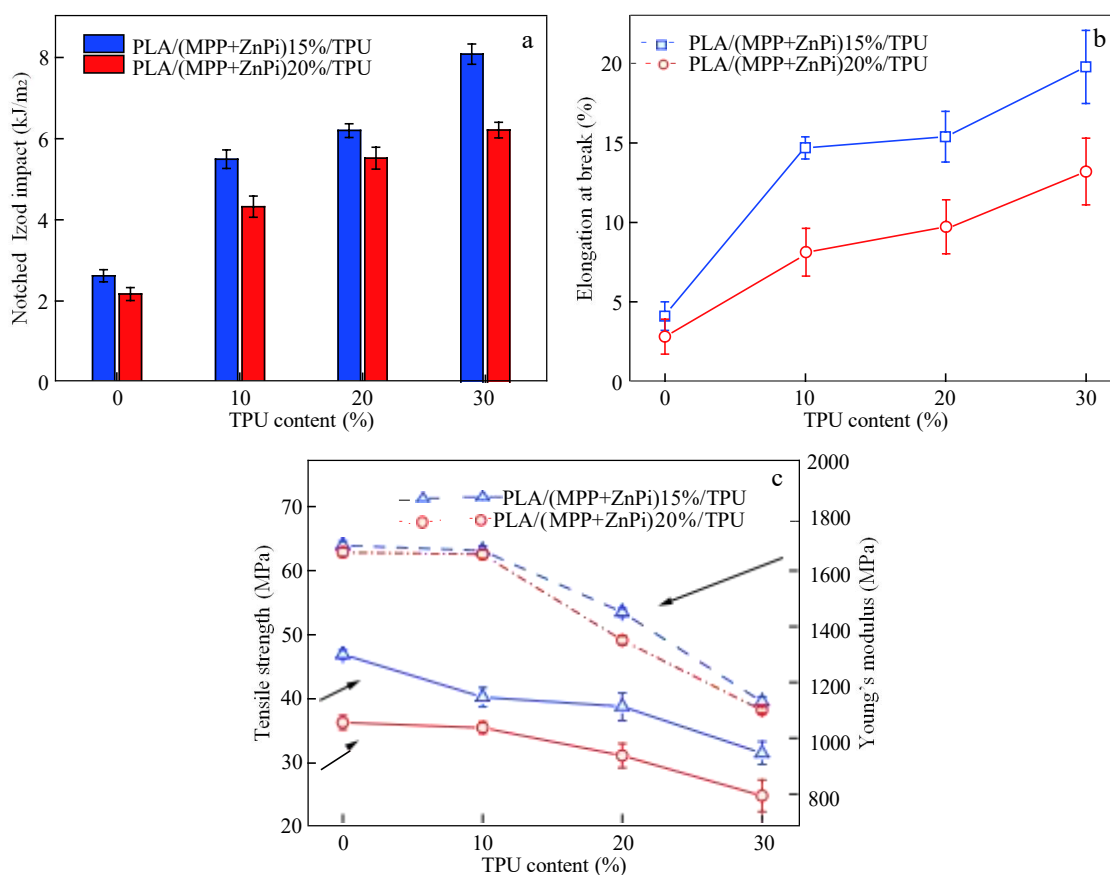 a
PLA/(MPP+ZnPi)15%/TPU
PLA/(MPP+ZnPi)20%/TPU
Notched Izod impact (kJ/m₂)
8
6
4
2
0
0 10 20 30
TPU content (%)
b
PLA/(MPP+ZnPi)15%/TPU
PLA/(MPP+ZnPi)20%/TPU
Elongation at break (%)
20
15
10
5
0
0 10 20 30
TPU content (%)
c
PLA/(MPP+ZnPi)15%/TPU
PLA/(MPP+ZnPi)20%/TPU
Tensile strength (MPa)
70
60
50
40
30
20
0 10 20 30
TPU content (%)
2000
1800
1600
1400
1200
1000
800
Young`s modulus (MPa)